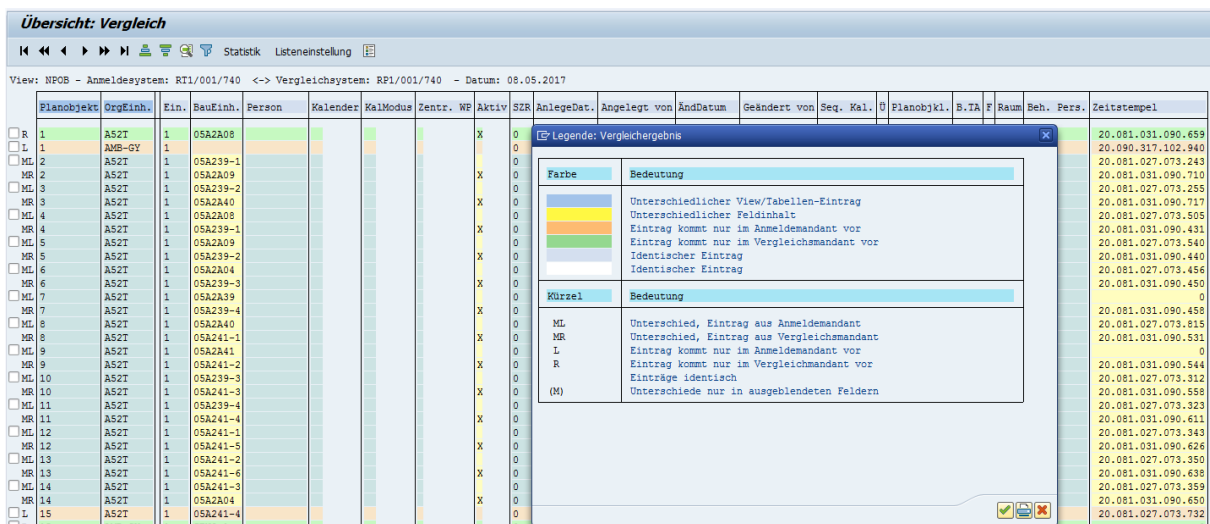 Übersicht: Vergleich
Statistik Listeneinstellung
View: NPOB - Anmeldesystem: RT1/001/740 <-> Vergleichsystem: RP1/001/740 - Datum: 08.05.2017
Planobjekt OrgEinh. Ein. BauEinh. Person Kalender KalModus Zentr. WP Aktiv SZR AnlegeDat. Angelegt von ÄndDatum Geändert von Seq. Kal. Ü Planobjkl. B.TA F Raum Beh. Pers. Zeitstempel
R 1 A52T 1 05A2A08 X 0 20.081.031.090.659
L 1 AMB-GY 1 0 20.090.317.102.940
ML 2 A52T 1 05A239-1 0 20.081.027.073.243
MR 2 A52T 1 05A2A09 X 0 20.081.031.090.710
ML 3 A52T 1 05A239-2 0 20.081.027.073.255
MR 3 A52T 1 05A2A40 X 0 20.081.031.090.717
ML 4 A52T 1 05A2A08 0 20.081.027.073.505
MR 4 A52T 1 05A239-1 X 0 20.081.031.090.431
ML 5 A52T 1 05A2A09 0 20.081.027.073.540
MR 5 A52T 1 05A239-2 X 0 20.081.031.090.440
ML 6 A52T 1 05A2A04 0 20.081.027.073.456
MR 6 A52T 1 05A239-3 X 0 20.081.031.090.450
ML 7 A52T 1 05A2A39 0 0
MR 7 A52T 1 05A239-4 X 0 20.081.031.090.458
ML 8 A52T 1 05A2A40 0 20.081.027.073.815
MR 8 A52T 1 05A241-1 X 0 20.081.031.090.531
ML 9 A52T 1 05A2A41 0 0
MR 9 A52T 1 05A241-2 X 0 20.081.031.090.544
ML 10 A52T 1 05A239-3 0 20.081.027.073.312
MR 10 A52T 1 05A241-3 X 0 20.081.031.090.558
ML 11 A52T 1 05A239-4 0 20.081.027.073.323
MR 11 A52T 1 05A241-4 X 0 20.081.031.090.611
ML 12 A52T 1 05A241-1 0 20.081.027.073.343
MR 12 A52T 1 05A241-5 X 0 20.081.031.090.626
ML 13 A52T 1 05A241-2 0 20.081.027.073.350
MR 13 A52T 1 05A241-6 X 0 20.081.031.090.638
ML 14 A52T 1 05A241-3 0 20.081.027.073.359
MR 14 A52T 1 05A2A04 X 0 20.081.031.090.650
L 15 A52T 1 05A241-4 0 20.081.027.073.732
Legende: Vergleichergebnis
Farbe Bedeutung
Unterschiedlicher View/Tabellen-Eintrag
Unterschiedlicher Feldinhalt
Eintrag kommt nur im Anmeldemandant vor
Eintrag kommt nur im Vergleichsmandant vor
Identischer Eintrag
Identischer Eintrag
Kürzel Bedeutung
ML Unterschied, Eintrag aus Anmeldemandant
MR Unterschied, Eintrag aus Vergleichsmandant
L Eintrag kommt nur im Anmeldemandant vor
R Eintrag kommt nur im Vergleichmandant vor
Einträge identisch
(M) Unterschiede nur in ausgeblendeten Feldern